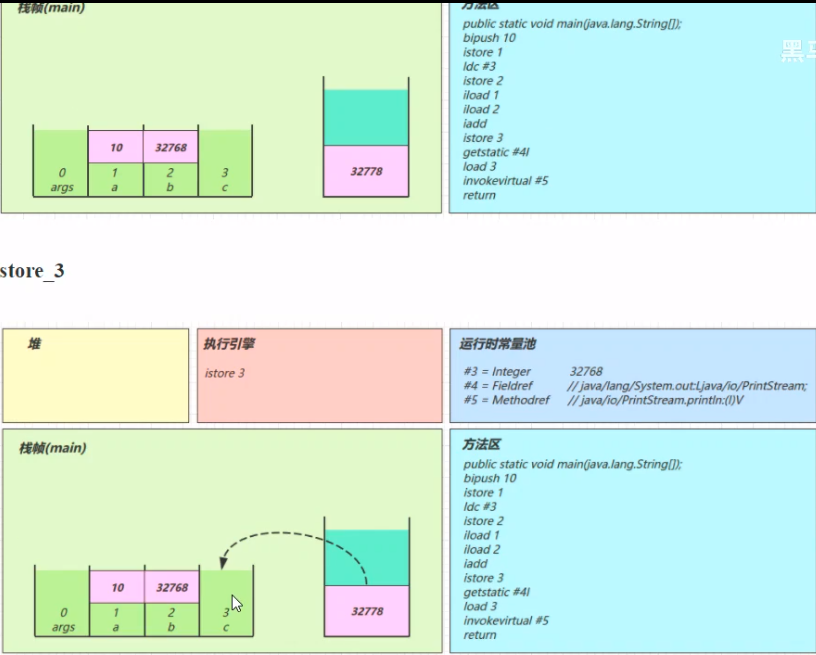 栈帧(main)
方法区
public static void main(java.lang.String[]);
bipush 10
istore 1
ldc #3
istore 2
iload 1
iload 2
iadd
istore 3
getstatic #4I
load 3
invokevirtual #5
return
黑马
10 32768
0 1 2 3
args a b c
32778
store_3
堆
执行引擎
istore 3
运行时常量池
#3 = Integer 32768
#4 = Fieldref // java/lang/System.out:Ljava/io/PrintStream;
#5 = Methodref // java/io/PrintStream.println:(I)V
栈帧(main)
方法区
public static void main(java.lang.String[]);
bipush 10
istore 1
ldc #3
istore 2
iload 1
iload 2
iadd
istore 3
getstatic #4I
load 3
invokevirtual #5
return
10 32768
0 1 2 3
args a b c
32778